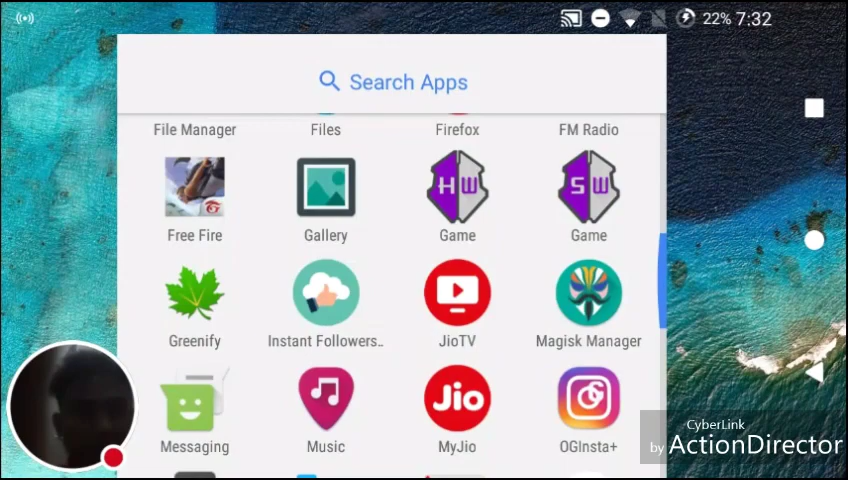 22% 7:32
Search Apps
File Manager Files Firefox FM Radio
H W S W
Free Fire Gallery Game Game
Greenify Instant Followers.. JioTV Magisk Manager
Jio
Messaging Music MyJio OGInsta+
CyberLink
by ActionDirector